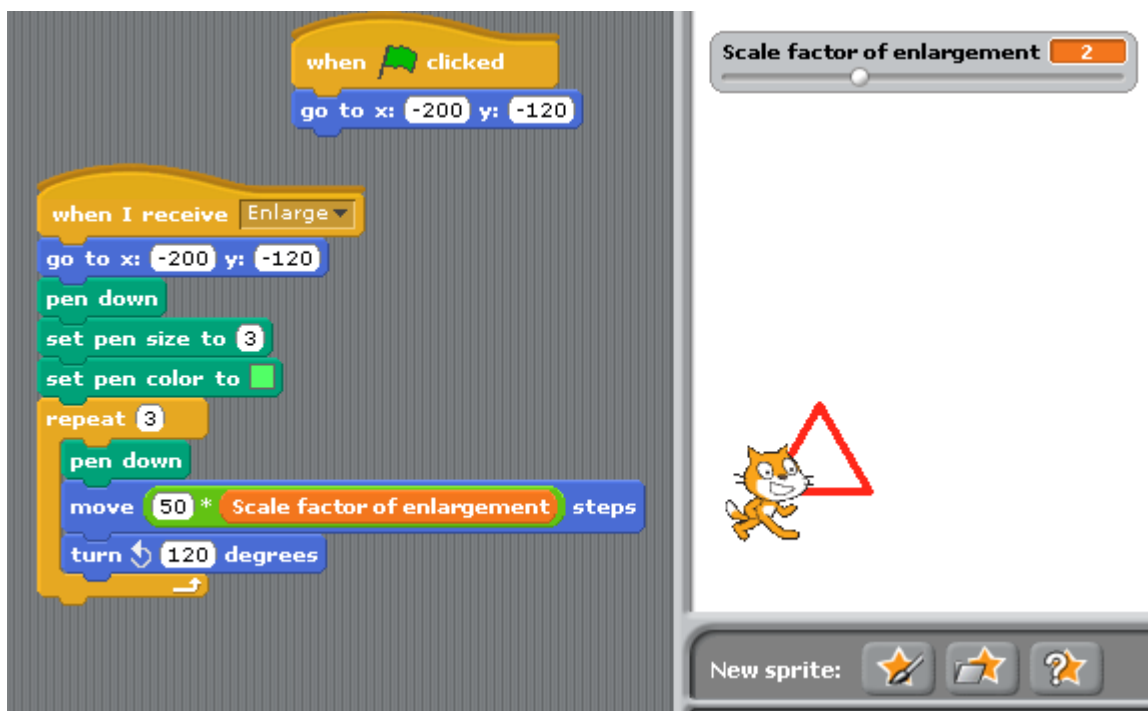 when clicked
go to x: -200 y: -120
when I receive Enlarge
go to x: -200 y: -120
pen down
set pen size to 3
set pen color to
repeat 3
pen down
move 50 * Scale factor of enlargement steps
turn 120 degrees
Scale factor of enlargement 2
New sprite: